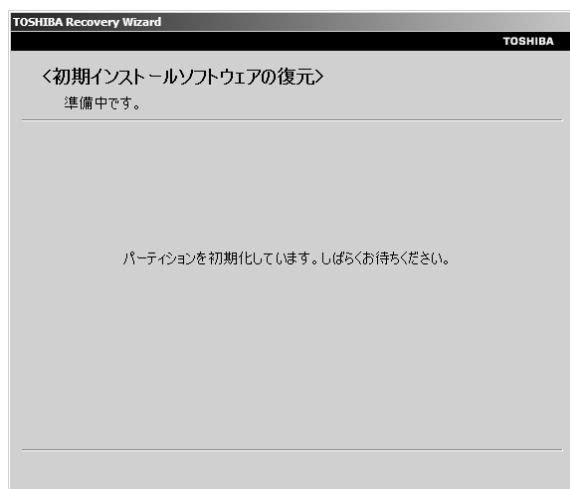 TOSHIBA Recovery Wizard
TOSHIBA
<初期インストールソフトウェアの復元>
準備中です。
パーティションを初期化しています。しばらくお待ちください。